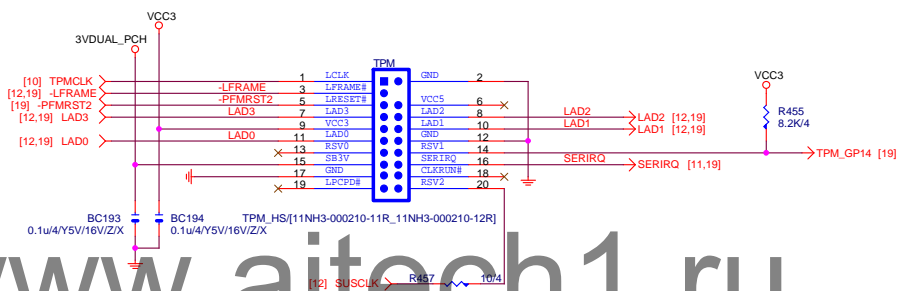 VCC3
3VDUAL_PCH
TPM
VCC3
[10] TPMCLK 1 LCLK GND 2
[12,19] -LFRAME -LFRAME 3 LFRAME#
[19] -PFMRST2 -PFMRST2 5 LRESET# VCC5 6
[12,19] LAD3 LAD3 7 LAD3 LAD2 8 LAD2 LAD2 [12,19]
9 VCC3 LAD1 10 LAD1 LAD1 [12,19]
[12,19] LAD0 LAD0 11 LAD0 GND 12
13 RSV0 RSV1 14 TPM_GP14 [19]
15 SB3V SERIRQ 16 SERIRQ SERIRQ [11,19]
17 GND CLKRUN# 18
19 LPCPD# RSV2 20
R455
8.2K/4
BC193
0.1u/4/Y5V/16V/Z/X
BC194
0.1u/4/Y5V/16V/Z/X
TPM_HS/[11NH3-000210-11R_11NH3-000210-12R]
[12] SUSCLK R457 10/4
www.aitech1.ru